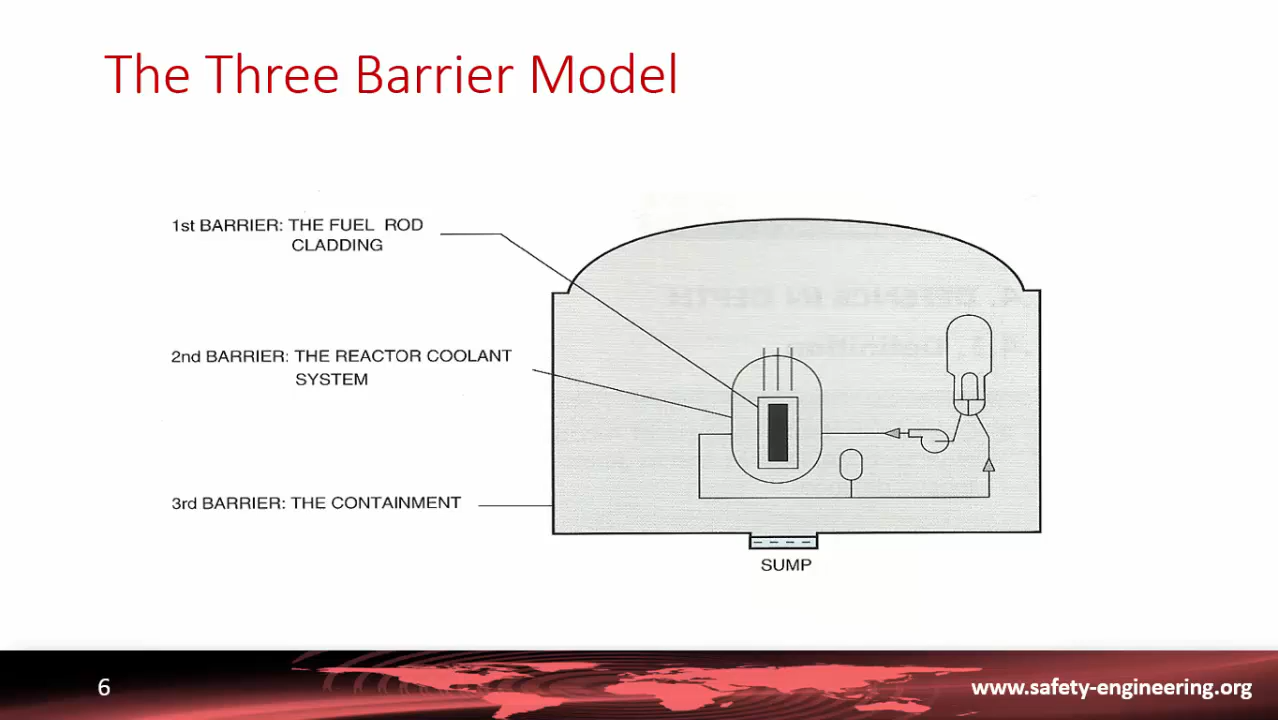 The Three Barrier Model
1st BARRIER: THE FUEL ROD
CLADDING
2nd BARRIER: THE REACTOR COOLANT
SYSTEM
3rd BARRIER: THE CONTAINMENT
SUMP
6
www.safety-engineering.org